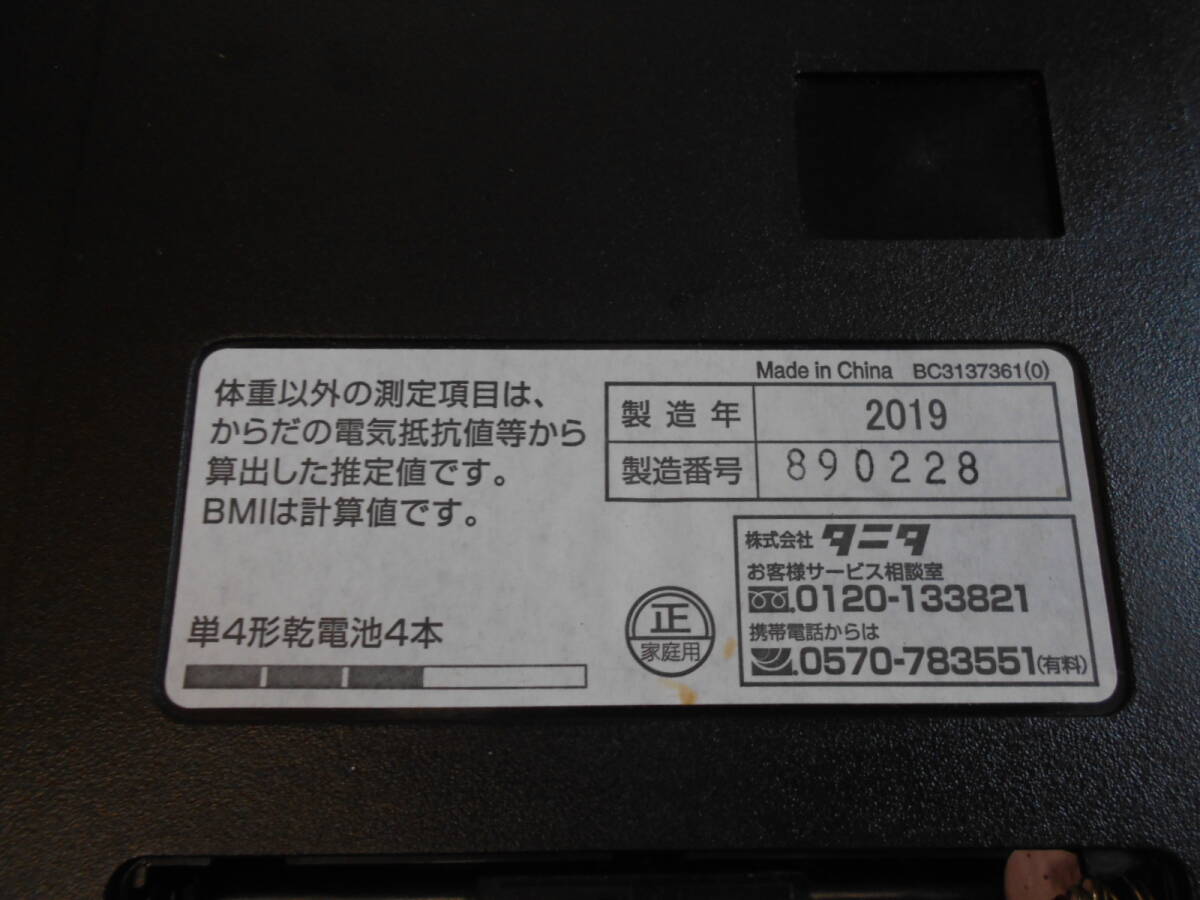 体重以外の測定項目は、
からだの電気抵抗値等から
算出した推定値です。
BMIは計算値です。
単4形乾電池4本
Made in China BC3137361(0)
製造年 2019
製造番号 890228
正
家庭用
株式会社 タニタ
お客様サービス相談室
0120-133821
携帯電話からは
0570-783551(有料)